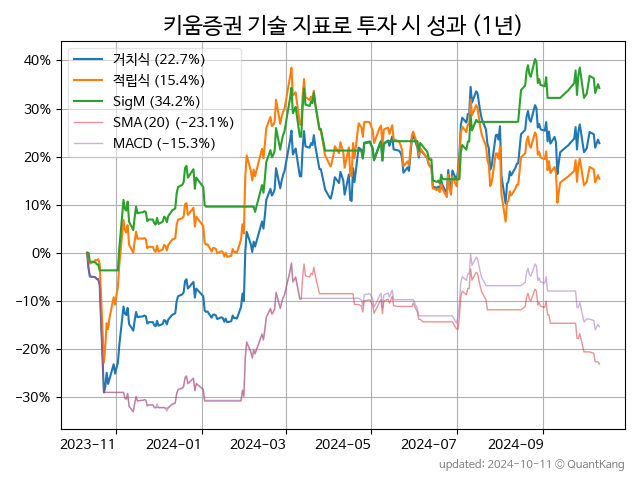 키움증권 기술 지표로 투자 시 성과 (1년)
거치식 (22.7%)
적립식 (15.4%)
SigM (34.2%)
SMA(20) (−23.1%)
MACD (−15.3%)
40%
30%
20%
10%
0%
−10%
−20%
−30%
2023−11 2024−01 2024−03 2024−05 2024−07 2024−09
updated: 2024-10-11 © QuantKang